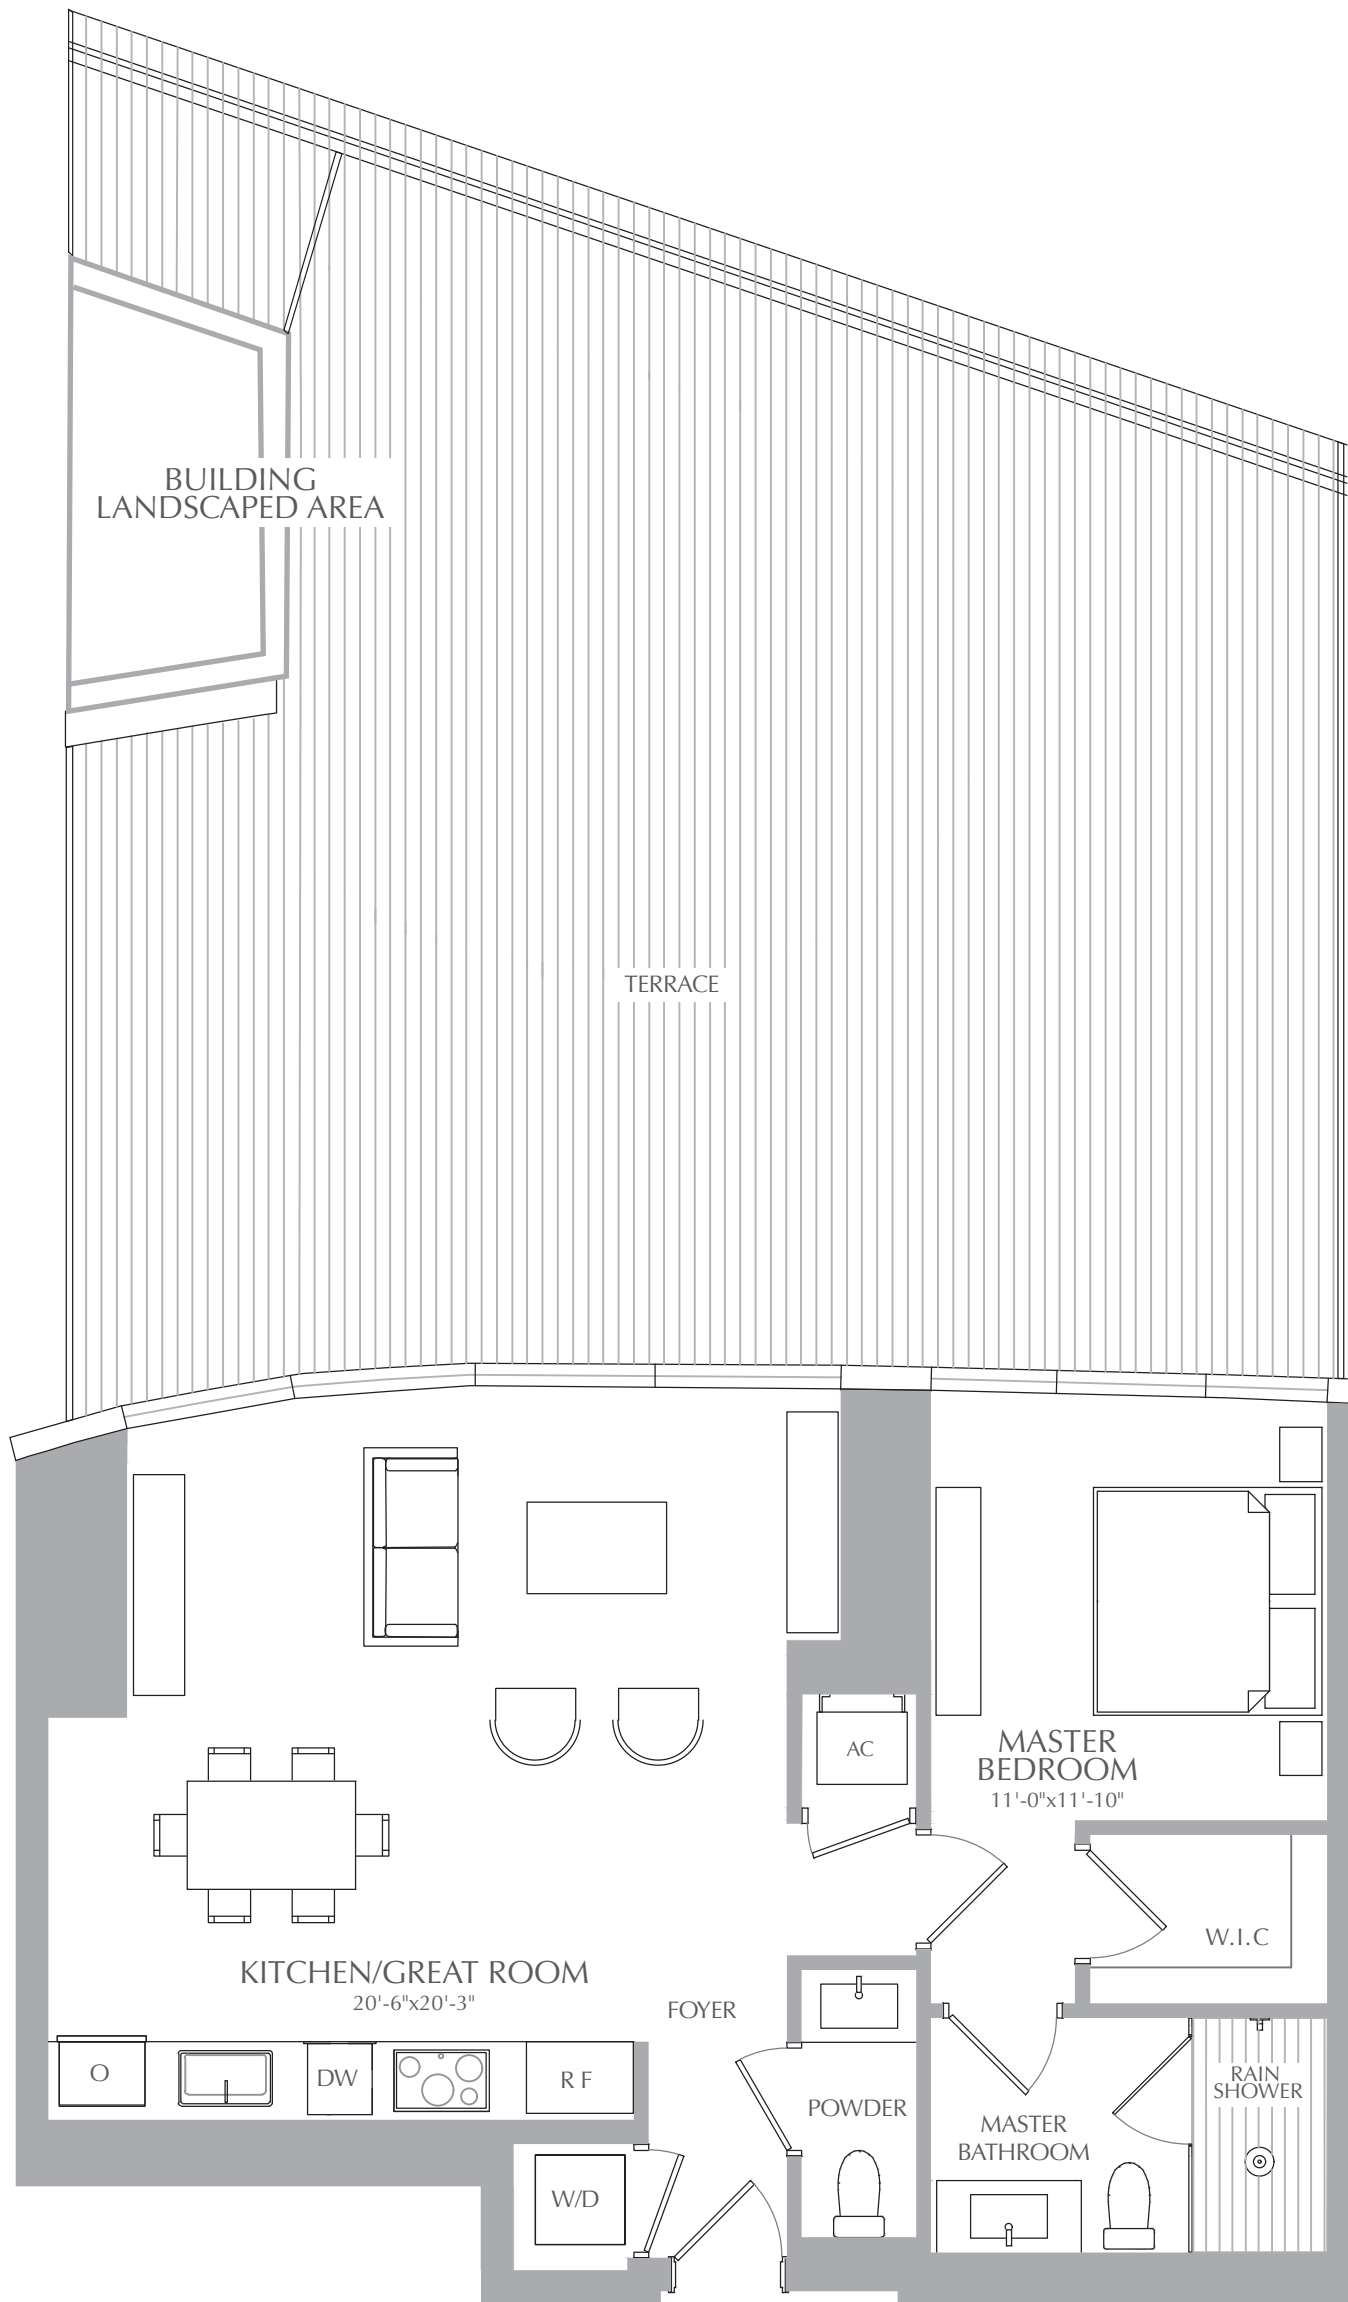 BUILDING
LANDSCAPED AREA
TERRACE
AC
MASTER
BEDROOM
11'-0"x11'-10"
W.I.C
KITCHEN/GREAT ROOM
20'-6"x20'-3"
FOYER
O
DW
R F
RAIN
SHOWER
POWDER
MASTER
BATHROOM
W/D